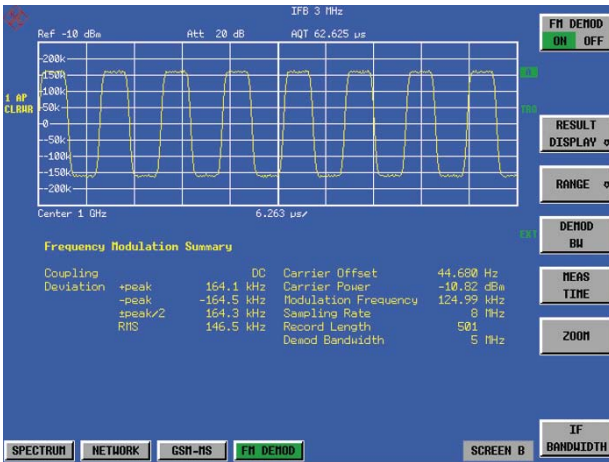 IFB 3 MHz
Ref -10 dBm Att 20 dB AQT 62.625 µs
1 AP
CLRWR
200k
150k
100k
50k
0
-50k
-100k
-150k
-200k
A
TRG
EXT
Center 1 GHz 6.263 µs/
Frequency Modulation Summary
Coupling DC Carrier Offset 44.680 Hz
Deviation +peak 164.1 kHz Carrier Power -10.82 dBm
-peak -164.5 kHz Modulation Frequency 124.99 kHz
±peak/2 164.3 kHz Sampling Rate 8 MHz
RMS 146.5 kHz Record Length 501
Demod Bandwidth 5 MHz
FM DEMOD
ON OFF
RESULT
DISPLAY
RANGE
DEMOD
BW
MEAS
TIME
ZOOM
IF
BANDWIDTH
SPECTRUM NETWORK GSM-MS FM DEMOD SCREEN B